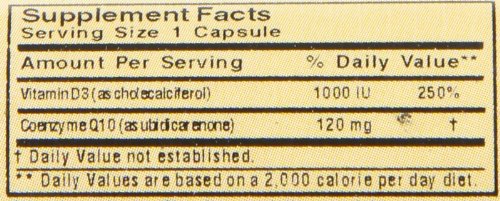 Supplement Facts
Serving Size 1 Capsule
Amount Per Serving % Daily Value**
Vitamin D3 (as cholecalciferol) 1000 IU 250%
Coenzyme Q10 (as ubidicarenone) 120 mg †
† Daily Value not established.
** Daily Values are based on a 2,000 calorie per day diet.